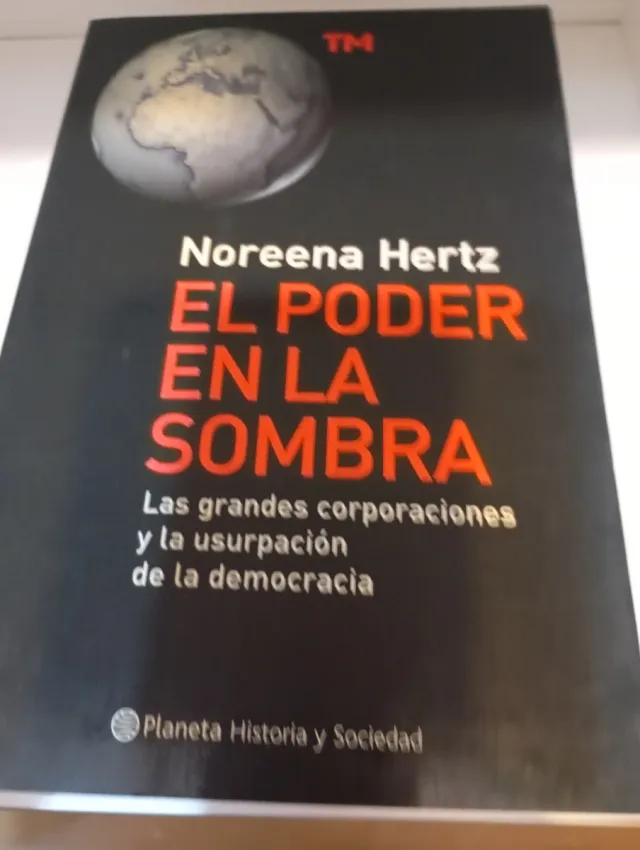 TM
Noreena Hertz
EL PODER
EN LA
SOMBRA
Las grandes corporaciones
y la usurpación
de la democracia
Planeta Historia y Sociedad